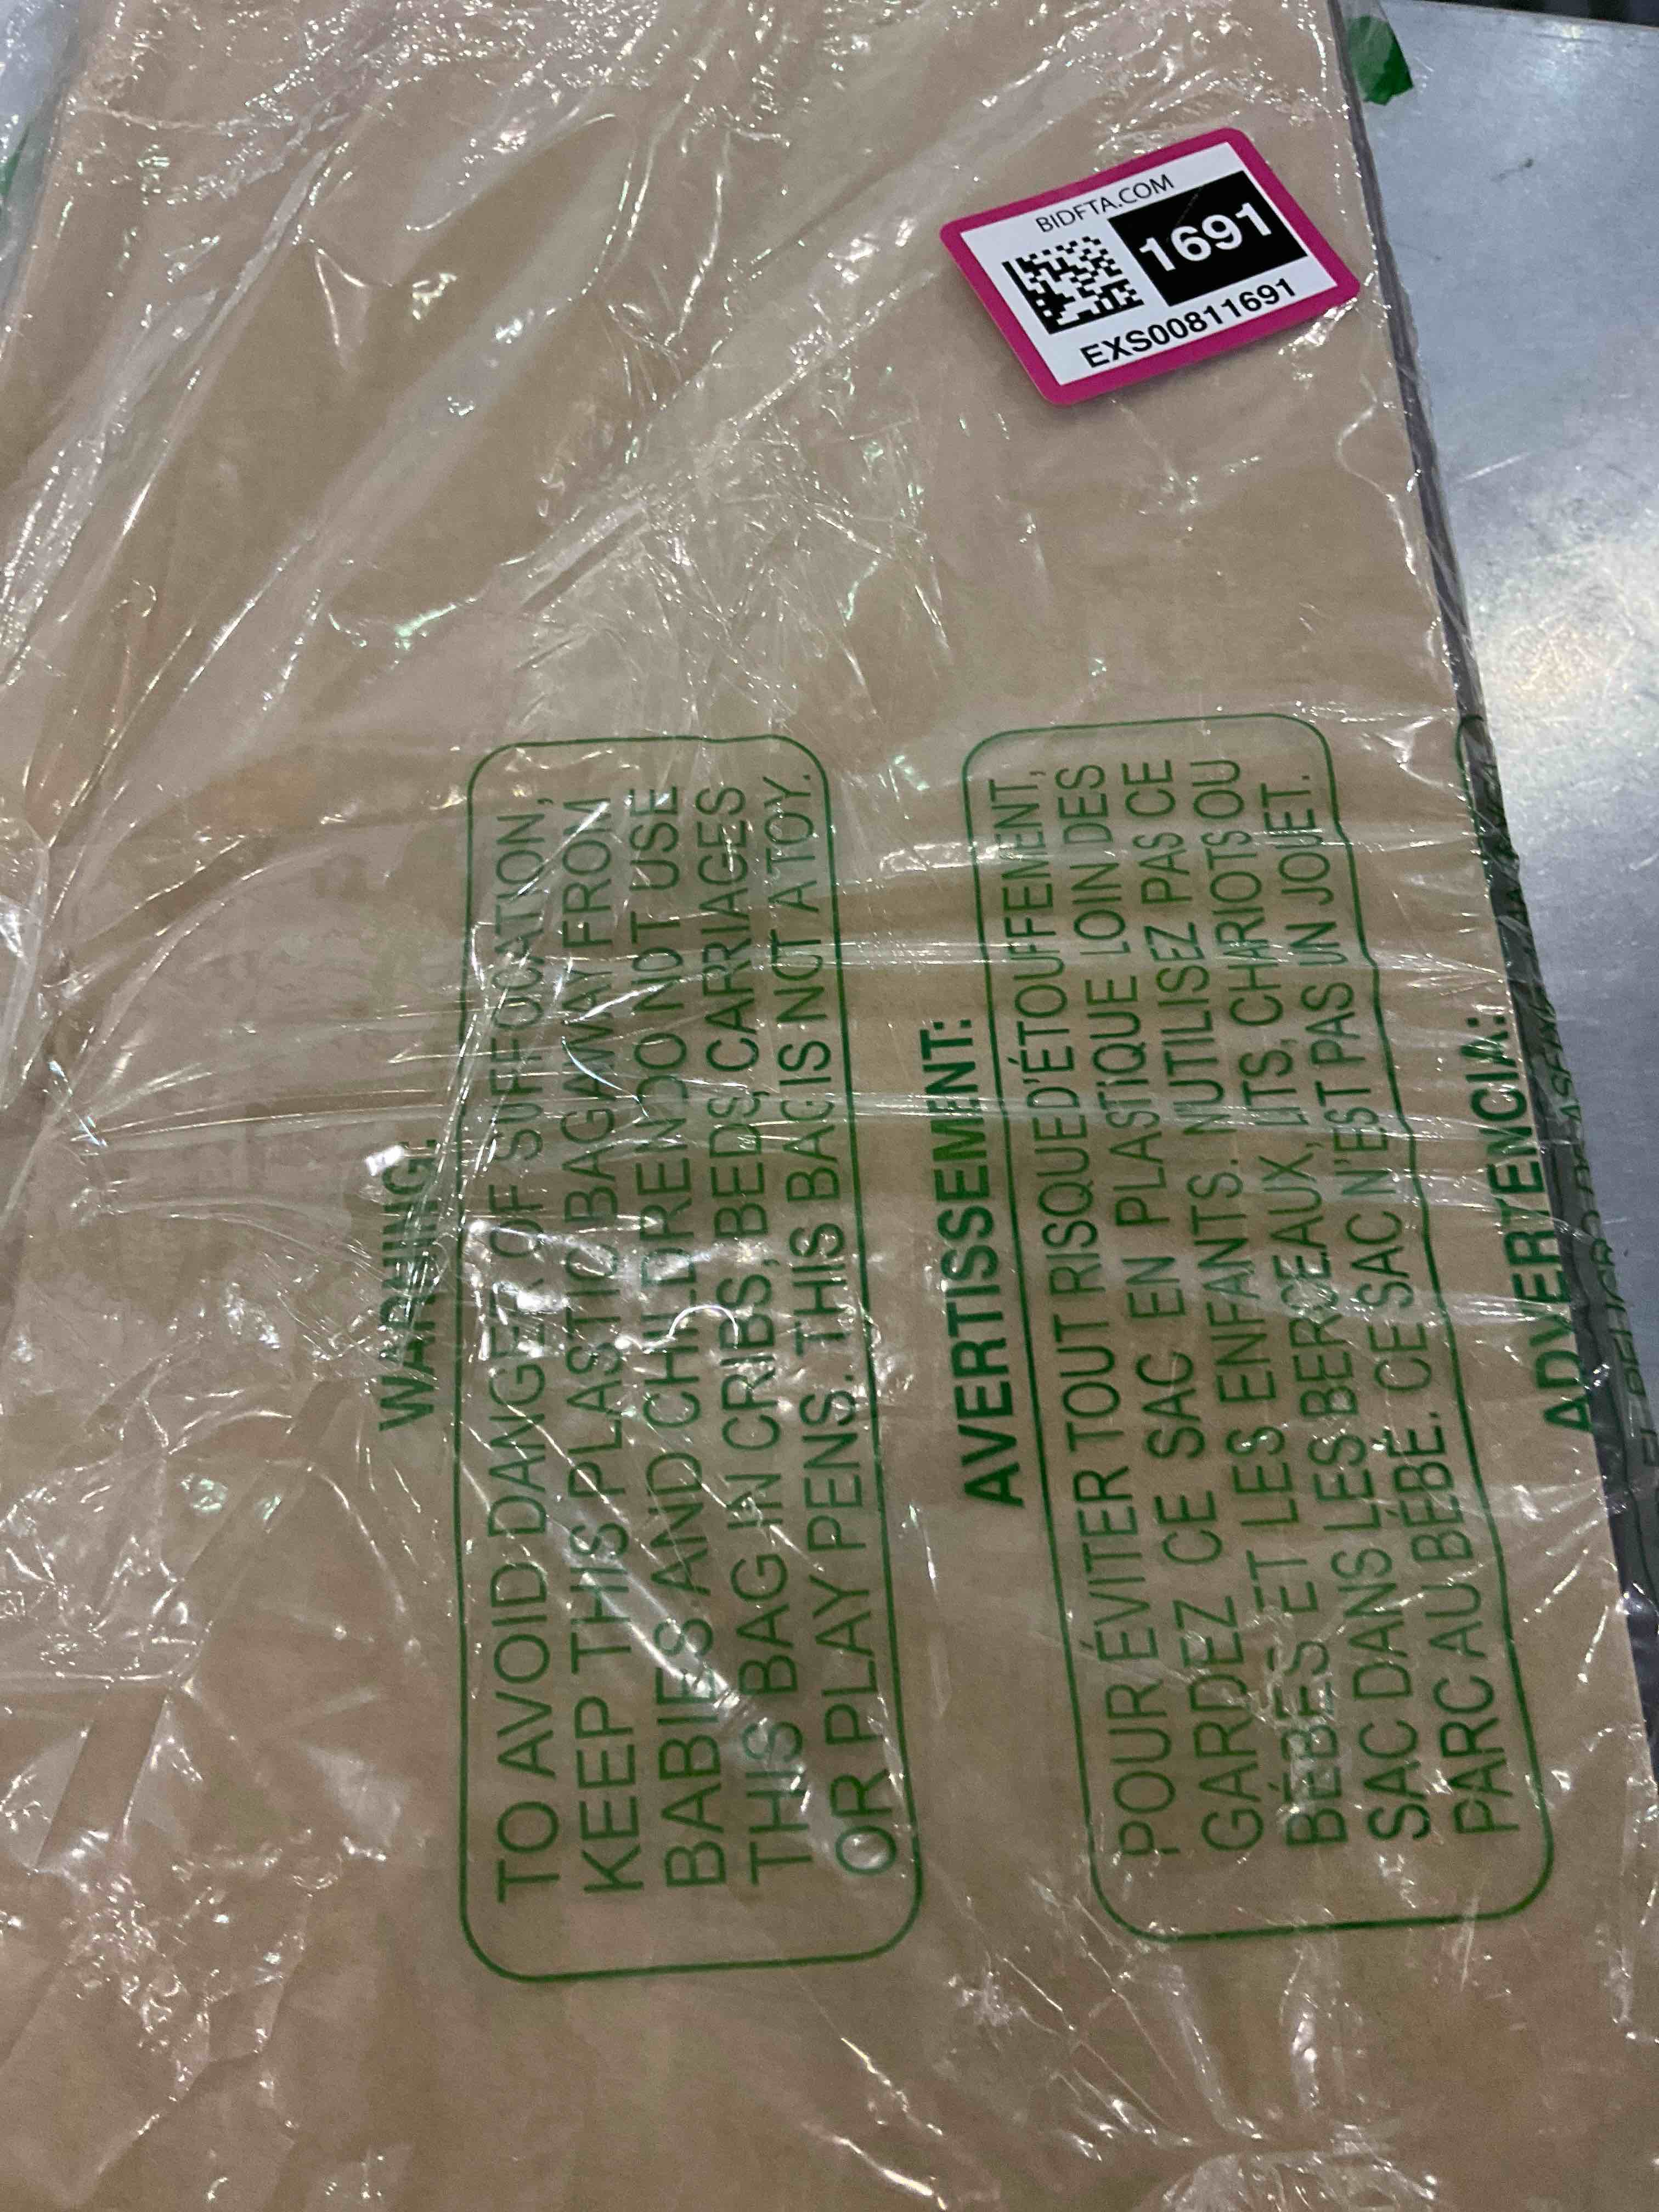 BIDFTA.COM
1691
EXS00811691
WARNING:
TO AVOID DANGER OF SUFFOCATION,
KEEP THIS PLASTIC BAG AWAY FROM
BABIES AND CHILDREN DO NOT USE
THIS BAG IN CRIBS, BEDS, CARRIAGES
OR PLAY PENS. THIS BAG IS NOT A TOY.
AVERTISSEMENT:
POUR ÉVITER TOUT RISQUE D'ÉTOUFFEMENT,
GARDEZ CE SAC EN PLASTIQUE LOIN DES
BÉBÉS ET LES ENFANTS. NUTILISEZ PAS CE
SAC DANS LES BERCEAUX, LITS, CHARIOTS OU
PARC AU BÉBÉ. CE SAC N'EST PAS UN JOUET.
ADVERTENCIA: